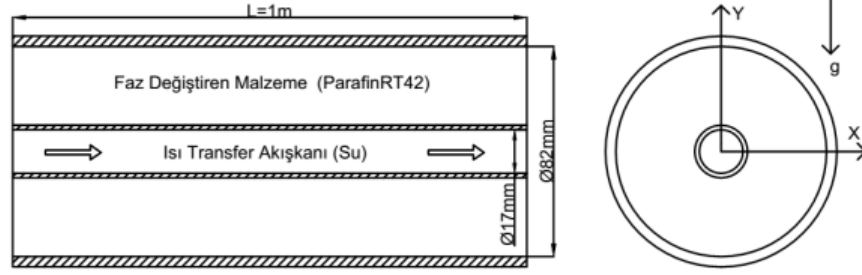 L=1m
Faz Değiştiren Malzeme (ParafinRT42)
Isı Transfer Akışkanı (Su)
Ø17mm
Ø82mm
Y
X
g